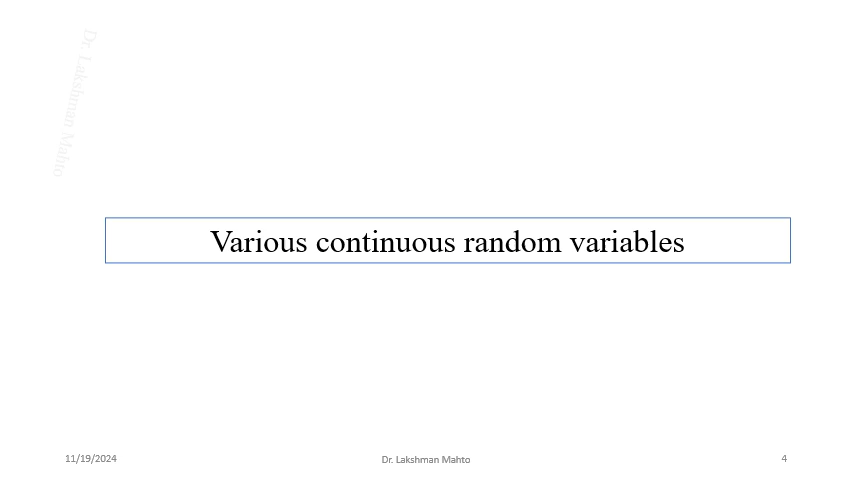 Dr. Lakshman Mahto
Various continuous random variables
11/19/2024
Dr. Lakshman Mahto
4